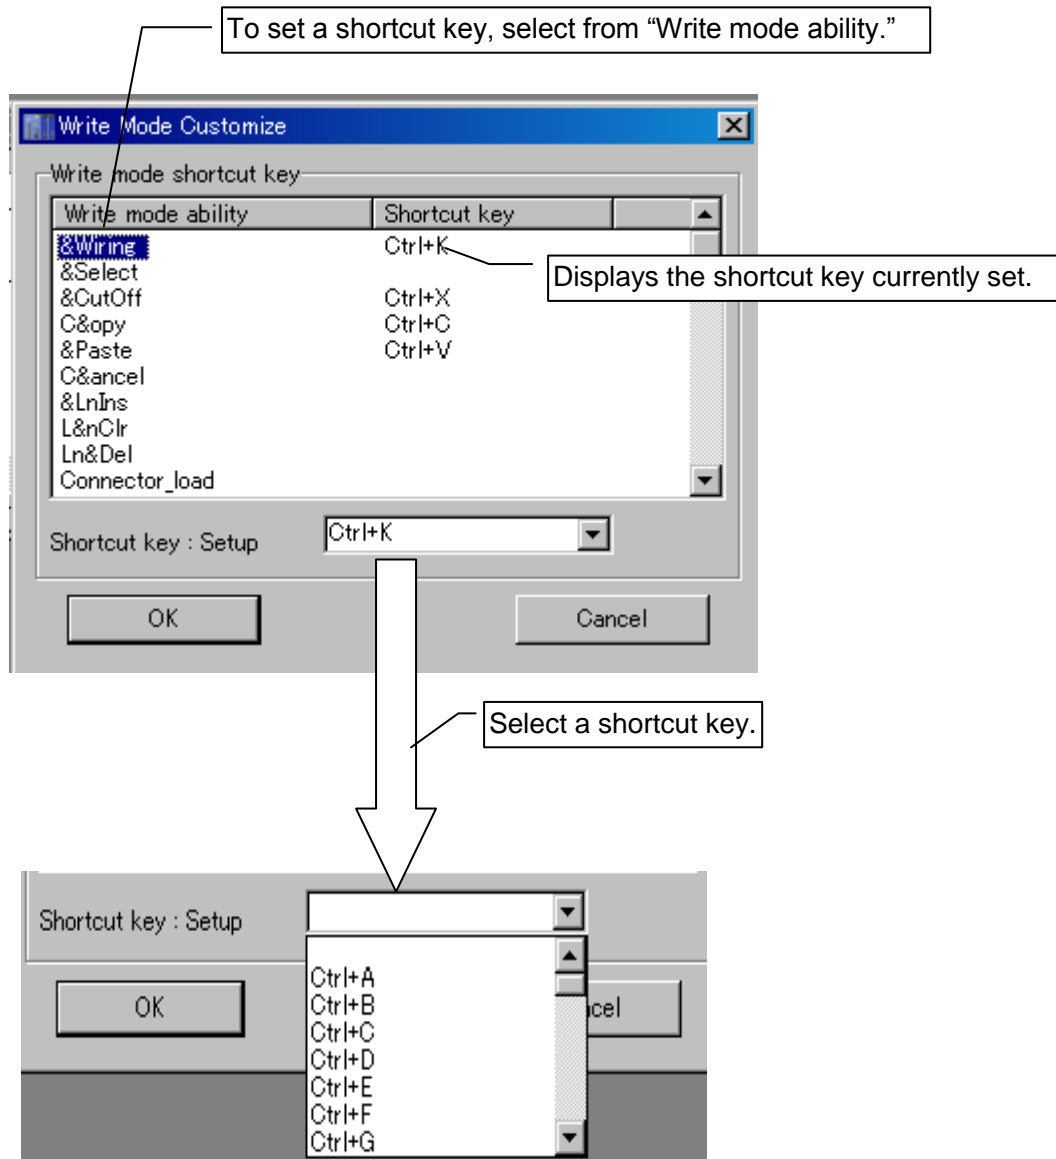 To set a shortcut key, select from “Write mode ability.”
Write Mode Customize
Write mode shortcut key
Write mode ability Shortcut key
&Wiring Ctrl+K
Displays the shortcut key currently set.
&Select
&CutOff Ctrl+X
C&opy Ctrl+C
&Paste Ctrl+V
C&ancel
&LnIns
L&nClr
Ln&Del
Connector_load
Shortcut key : Setup Ctrl+K
OK Cancel
Select a shortcut key.
Shortcut key : Setup
Ctrl+A
Ctrl+B
OK cel
Ctrl+C
Ctrl+D
Ctrl+E
Ctrl+F
Ctrl+G